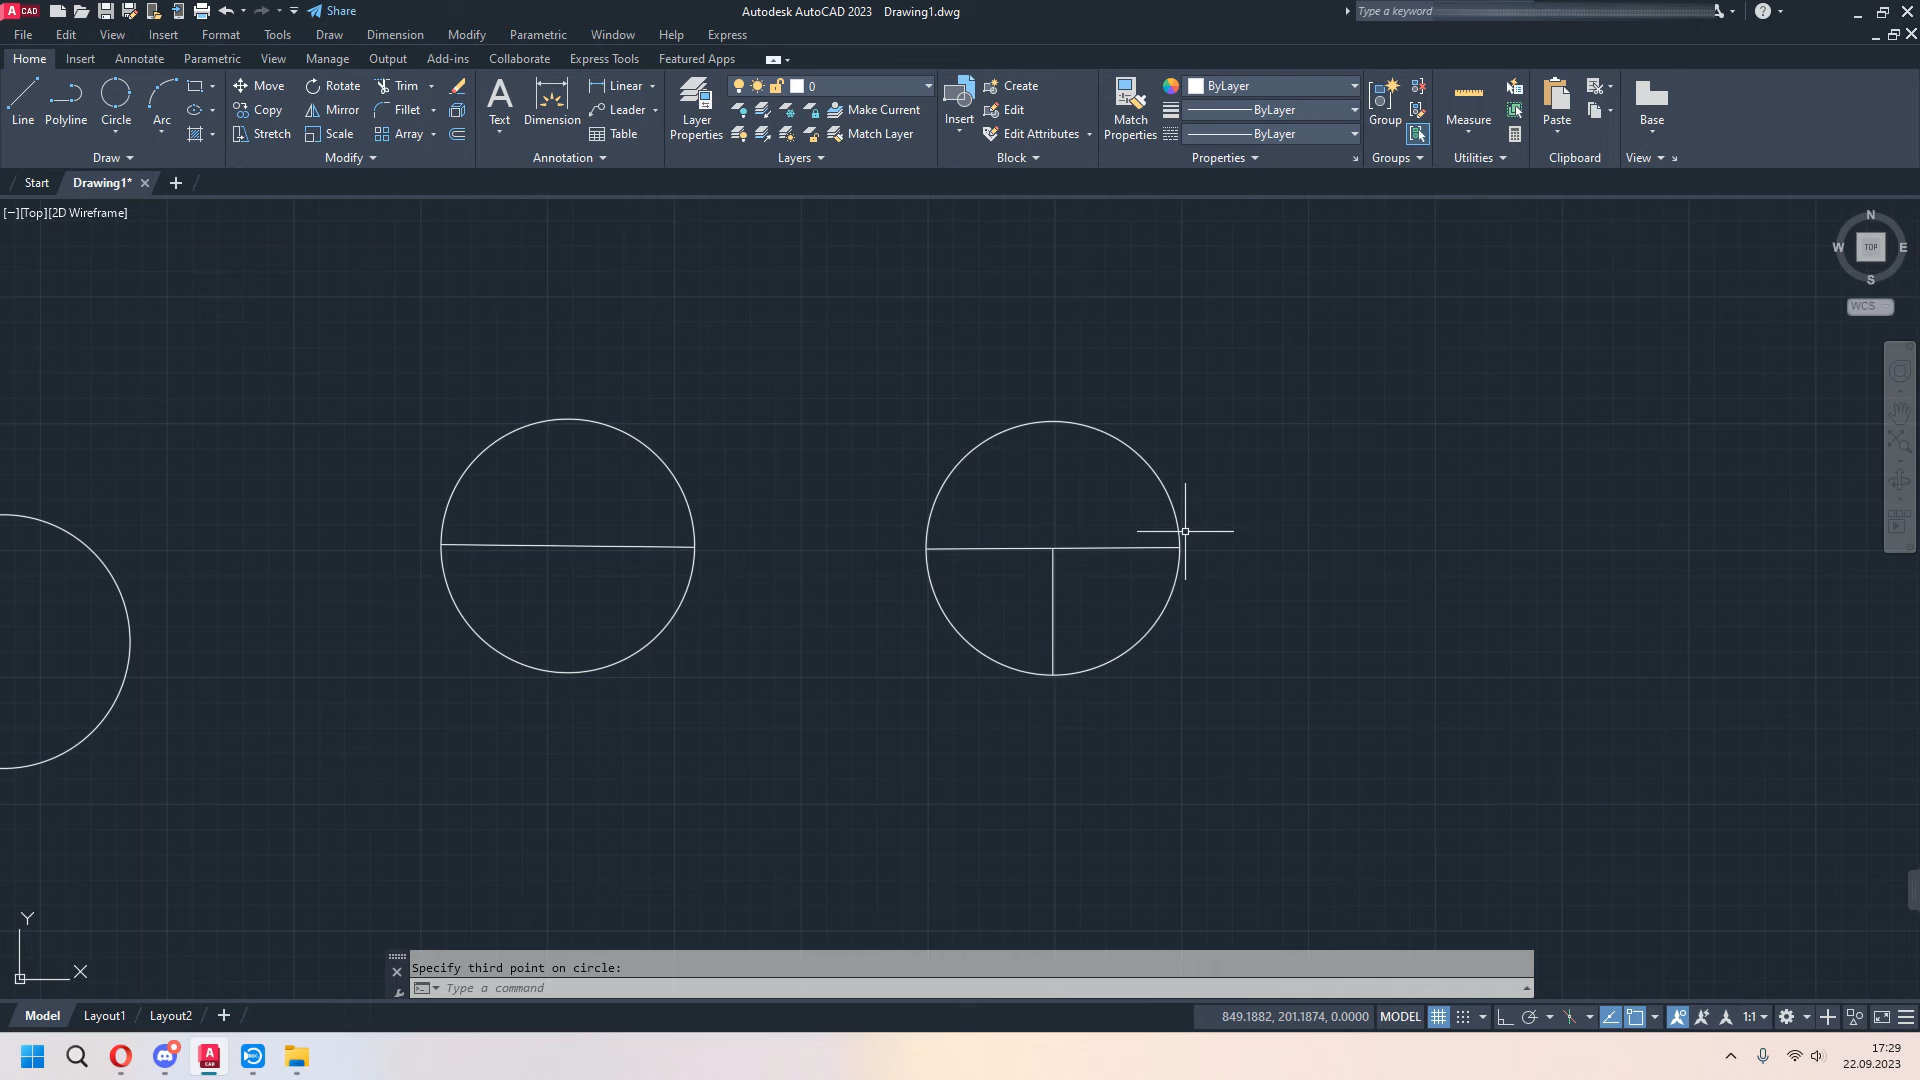 A CAD Share Autodesk AutoCAD 2023 Drawing1.dwg Type a keyword
File Edit View Insert Format Tools Draw Dimension Modify Parametric Window Help Express
Home Insert Annotate Parametric View Manage Output Add-ins Collaborate Express Tools Featured Apps
Line Polyline Circle Arc
Move Rotate Trim
Copy Mirror Fillet
Stretch Scale Array
Text Dimension
Linear
Leader
Table
Layer Properties
0
Make Current
Match Layer
Insert
Create
Edit
Edit Attributes
Match Properties
ByLayer
ByLayer
ByLayer
Group
Measure
Paste
Base
Draw Modify Annotation Layers Block Properties Groups Utilities Clipboard View
Start Drawing1*
[−][Top][2D Wireframe]
N
W TOP E
S
WCS
Y
X
Specify third point on circle:
Type a command
Model Layout1 Layout2 849.1882, 201.1874, 0.0000 MODEL 1:1
17:29
22.09.2023